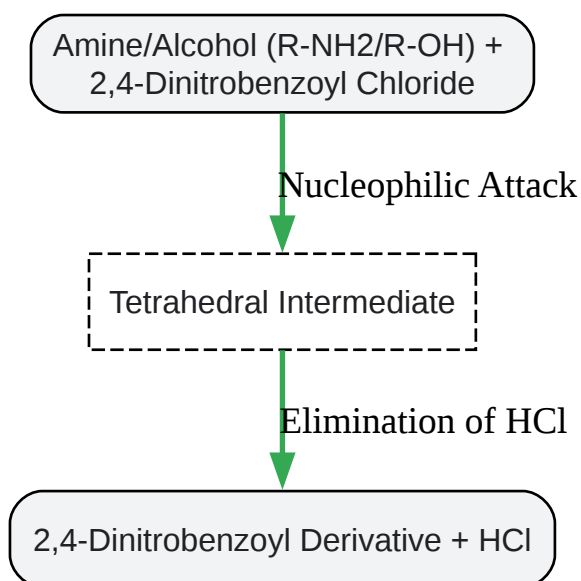 Amine/Alcohol (R-NH2/R-OH) +
2,4-Dinitrobenzoyl Chloride
Nucleophilic Attack
Tetrahedral Intermediate
Elimination of HCl
2,4-Dinitrobenzoyl Derivative + HCl